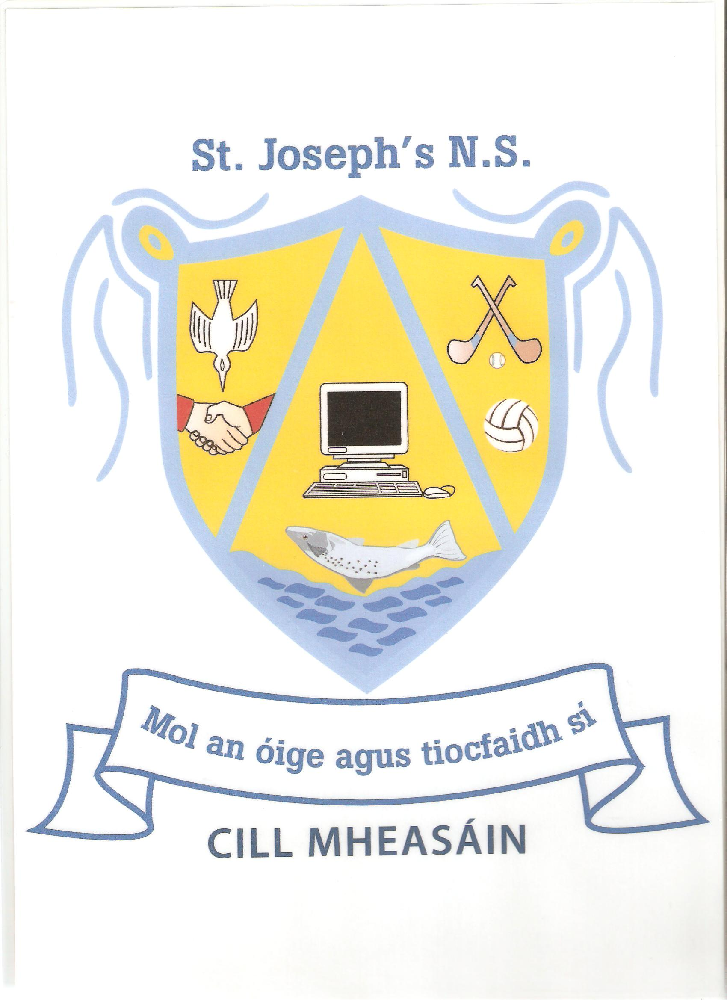 St. Joseph's N.S.
Mol an óige agus tiocfaidh sí
CILL MHEASÁIN